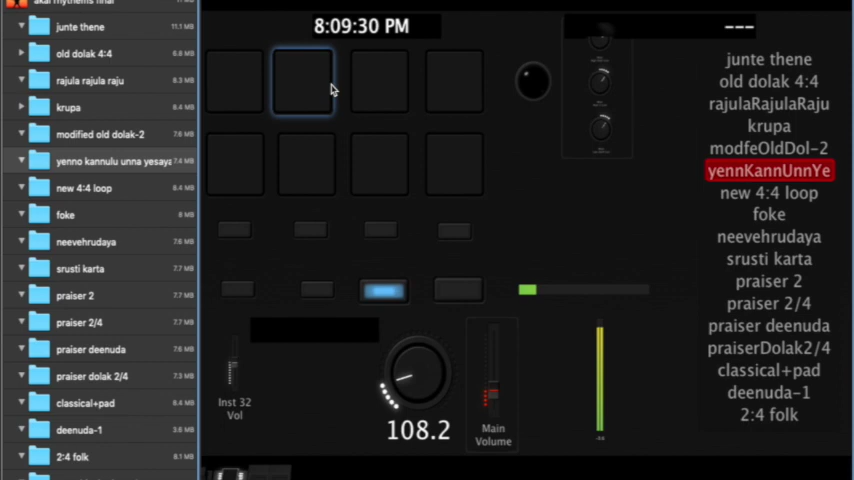 akai rhythems final
junte thene 11.1 MB
old dolak 4:4 6.8 MB
rajula rajula raju 8.3 MB
krupa 8.4 MB
modified old dolak-2 7.6 MB
yenno kannulu unna yesaya 7.4 MB
new 4:4 loop 8.4 MB
foke 8 MB
neevehrudaya 7.6 MB
srusti karta 7.7 MB
praiser 2 7.7 MB
praiser 2/4 7.7 MB
praiser deenuda 7.6 MB
praiser dolak 2/4 7.3 MB
classical+pad 8.4 MB
deenuda-1 3.8 MB
2:4 folk 8.1 MB
8:09:30 PM
---
Inst 32
Vol
108.2
Main
Volume
junte thene
old dolak 4:4
rajulaRajulaRaju
krupa
modfeOldDol-2
yennKannUnnYe
new 4:4 loop
foke
neevehrudaya
srusti karta
praiser 2
praiser 2/4
praiser deenuda
praiserDolak2/4
classical+pad
deenuda-1
2:4 folk